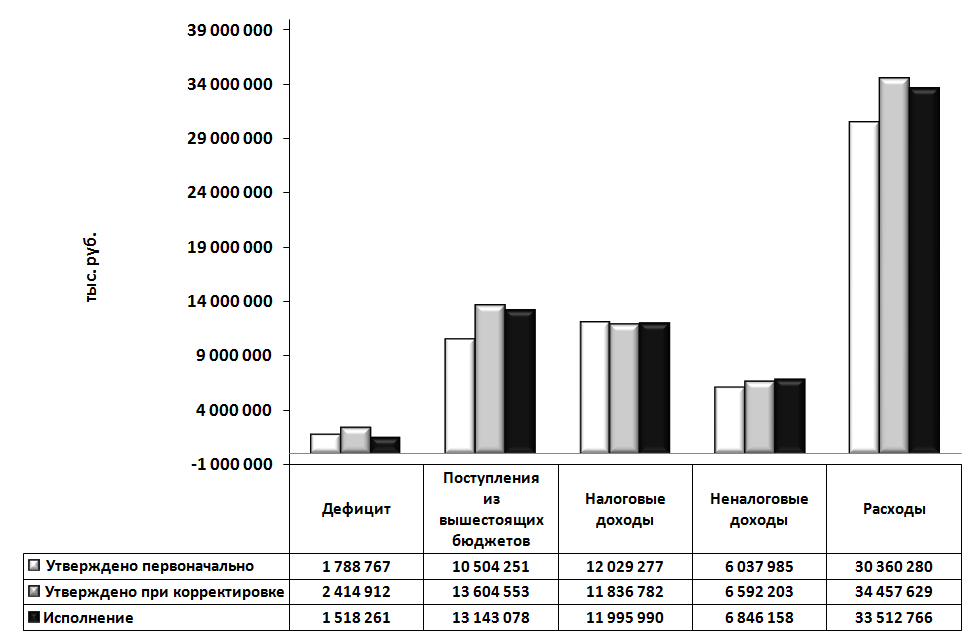 39 000 000
34 000 000
29 000 000
24 000 000
19 000 000
14 000 000
9 000 000
4 000 000
-1 000 000
тыс. руб.
Дефицит
Поступления
из
вышестоящих
бюджетов
Налоговые
доходы
Неналоговые
доходы
Расходы
Утверждено первоначально 1 788 767 10 504 251 12 029 277 6 037 985 30 360 280
Утверждено при корректировке 2 414 912 13 604 553 11 836 782 6 592 203 34 457 629
Исполнение 1 518 261 13 143 078 11 995 990 6 846 158 33 512 766